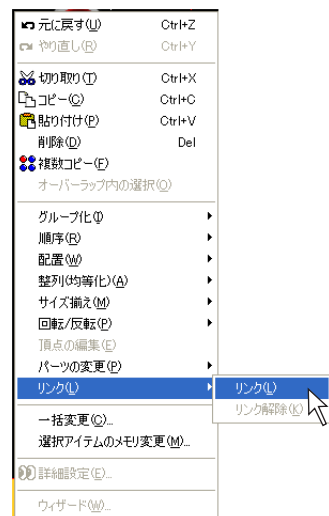 元に戻す(U) Ctrl+Z
やり直し(R) Ctrl+Y
切り取り(T) Ctrl+X
コピー(C) Ctrl+C
貼り付け(P) Ctrl+V
削除(D) Del
複数コピー(F)
オーバーラップ内の選択(O)
グループ化(I)
順序(R)
配置(W)
整列(均等化)(A)
サイズ揃え(M)
回転/反転(P)
頂点の編集(E)
パーツの変更(P)
リンク(L) リンク(L)
リンク解除(K)
一括変更(Q)...
選択アイテムのメモリ変更(M)...
詳細設定(E)...
ウィザード(W)...